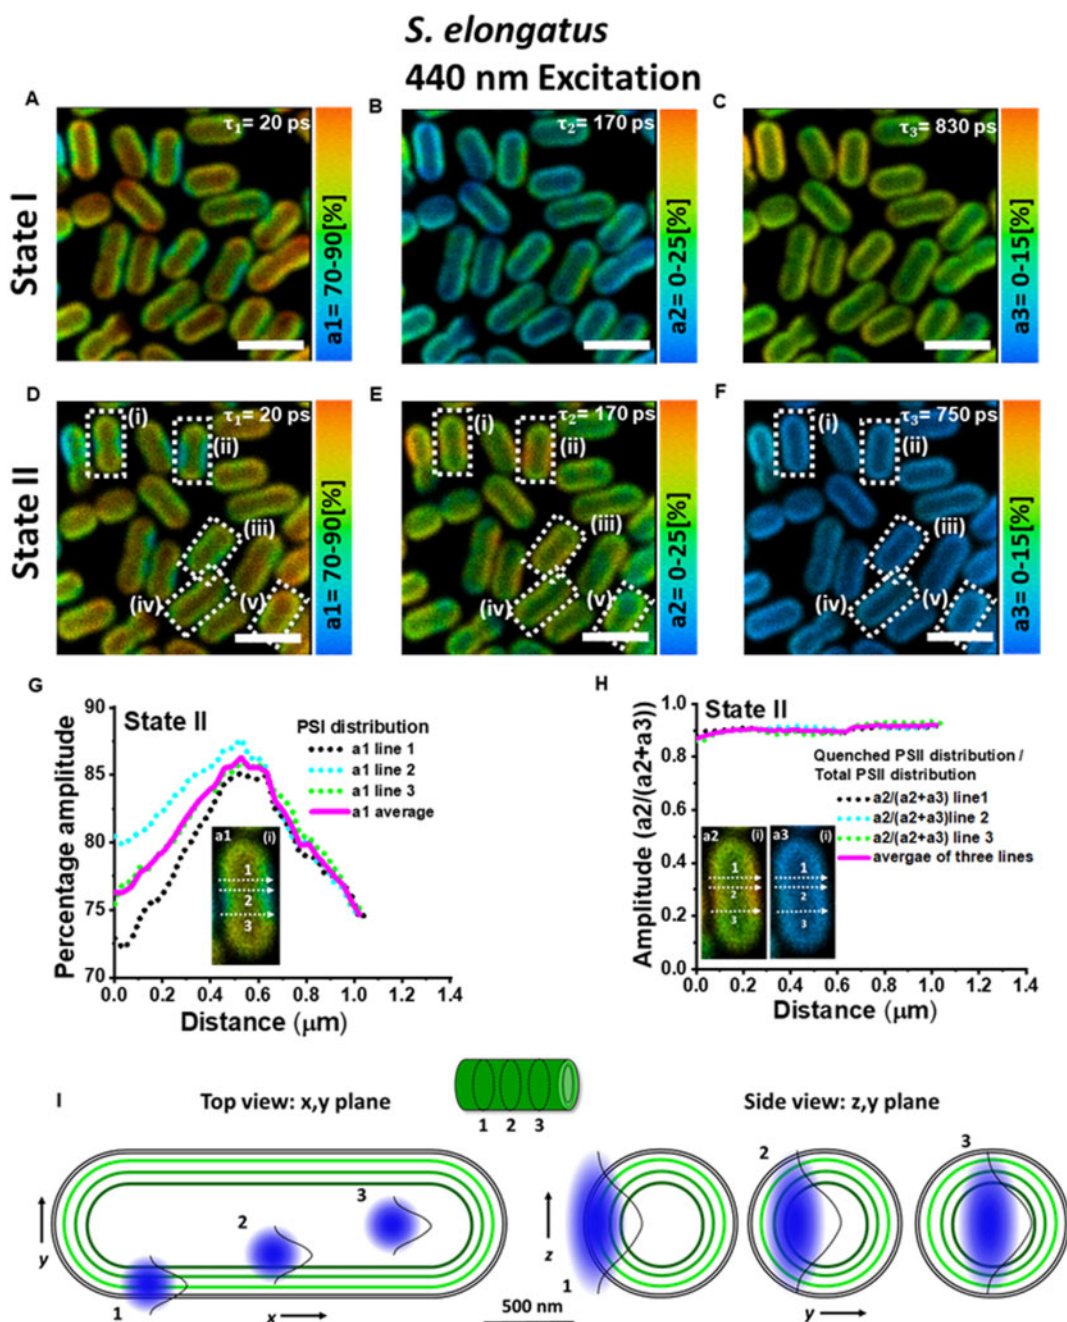 S. elongatus
440 nm Excitation
A
B
C
State I
τ₁= 20 ps
a1= 70-90[%]
τ₂= 170 ps
a2= 0-25[%]
τ₃= 830 ps
a3= 0-15[%]
D
E
F
State II
τ₁= 20 ps
(i)
(ii)
(iii)
(iv)
(v)
a1= 70-90[%]
τ₂= 170 ps
(i)
(ii)
(iii)
(iv)
(v)
a2= 0-25[%]
τ₃= 750 ps
(i)
(ii)
(iii)
(iv)
(v)
a3= 0-15[%]
G
State II
PSI distribution
a1 line 1
a1 line 2
a1 line 3
a1 average
Percentage amplitude
90
85
80
75
70
a1
(i)
1
2
3
0.0 0.2 0.4 0.6 0.8 1.0 1.2 1.4
Distance (μm)
H
State II
Quenched PSII distribution /
Total PSII distribution
a2/(a2+a3) line1
a2/(a2+a3)line 2
a2/(a2+a3) line 3
avergae of three lines
Amplitude (a2/(a2+a3))
1.0
0.8
0.6
0.4
0.2
0.0
a2
(i)
1
2
3
a3
(i)
1
2
3
0.0 0.2 0.4 0.6 0.8 1.0 1.2 1.4
Distance (μm)
I
Top view: x,y plane
1 2 3
Side view: z,y plane
1
2
3
y
x
500 nm
1
2
3
z
y